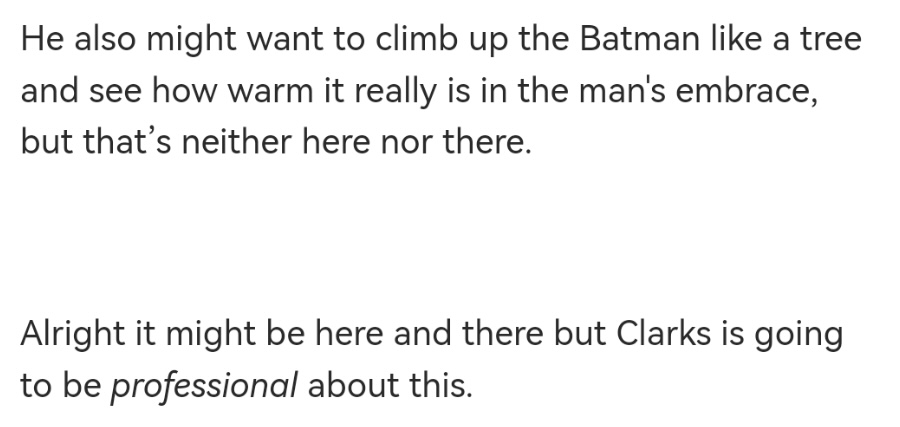 He also might want to climb up the Batman like a tree
and see how warm it really is in the man's embrace,
but that’s neither here nor there.
Alright it might be here and there but Clarks is going
to be professional about this.